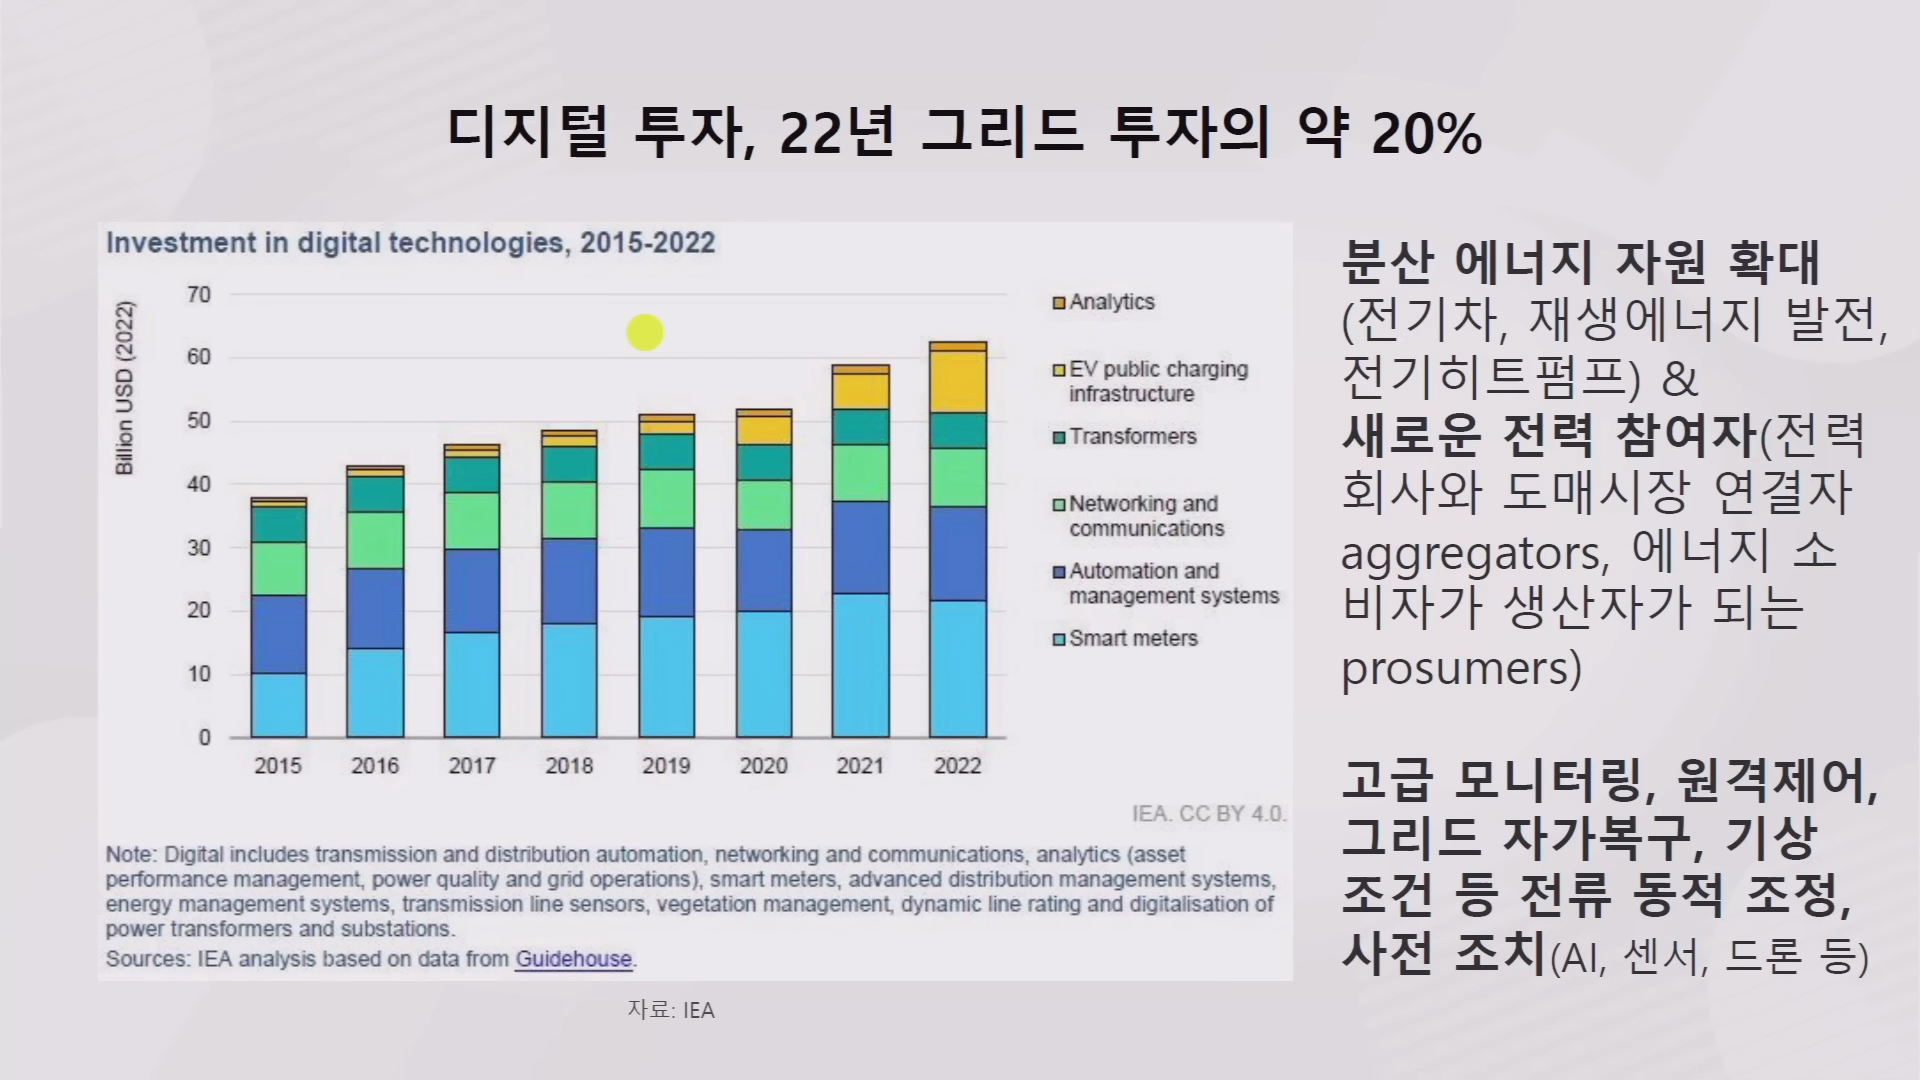 디지털 투자, 22년 그리드 투자의 약 20%
Investment in digital technologies, 2015-2022
Billion USD (2022)
70
60
50
40
30
20
10
0
2015 2016 2017 2018 2019 2020 2021 2022
Analytics
EV public charging
infrastructure
Transformers
Networking and
communications
Automation and
management systems
Smart meters
IEA. CC BY 4.0.
Note: Digital includes transmission and distribution automation, networking and communications, analytics (asset
performance management, power quality and grid operations), smart meters, advanced distribution management systems,
energy management systems, transmission line sensors, vegetation management, dynamic line rating and digitalisation of
power transformers and substations.
Sources: IEA analysis based on data from Guidehouse.
자료: IEA
분산 에너지 자원 확대
(전기차, 재생에너지 발전,
전기히트펌프) &
새로운 전력 참여자(전력
회사와 도매시장 연결자
aggregators, 에너지 소
비자가 생산자가 되는
prosumers)
고급 모니터링, 원격제어,
그리드 자가복구, 기상
조건 등 전류 동적 조정,
사전 조치(AI, 센서, 드론 등)